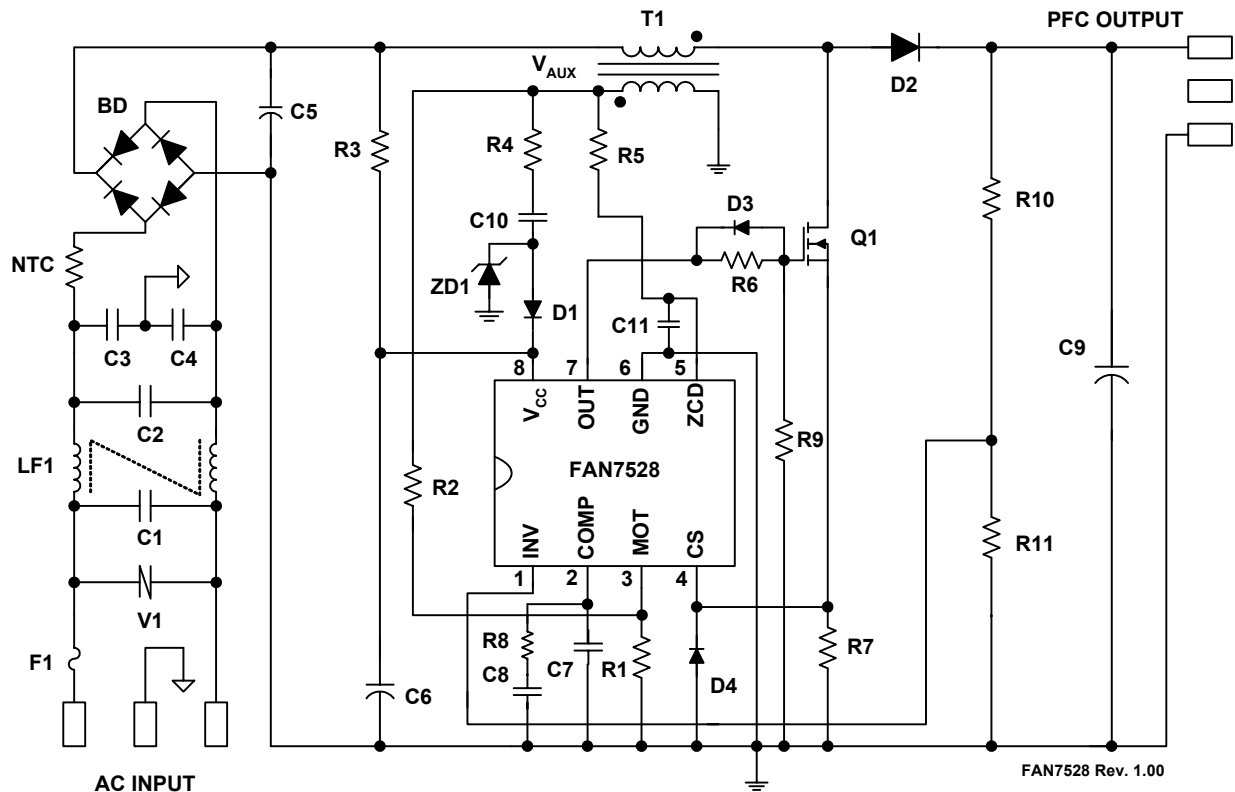 T1
PFC OUTPUT
VAUX
D2
BD
C5
R3
R4
R5
R10
C10
D3
Q1
NTC
ZD1
R6
D1
C11
C3
C4
C9
8
7
6
5
VCC
OUT
GND
ZCD
C2
R9
LF1
FAN7528
R2
C1
INV
COMP
MOT
CS
R11
1
2
3
4
V1
R8
R7
F1
C7
R1
C8
D4
C6
FAN7528 Rev. 1.00
AC INPUT